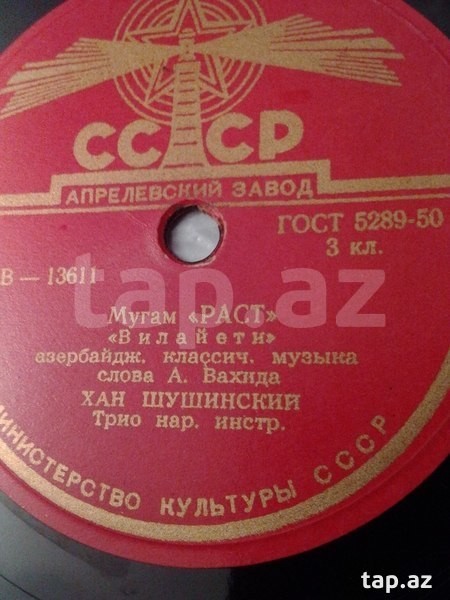 СССР
АПРЕЛЕВСКИЙ ЗАВОД
ГОСТ 5289-50
3 кл.
В — 13611
tap.az
Мугам «РАСТ»
«Вилайети»
азербайдж. классич. музыка
слова А. Вахида
ХАН ШУШИНСКИЙ
Трио нар. инстр.
МИНИСТЕРСТВО КУЛЬТУРЫ СССР
tap.az